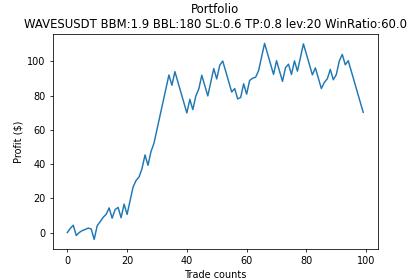 Portfolio
WAVESUSDT BBM:1.9 BBL:180 SL:0.6 TP:0.8 lev:20 WinRatio:60.0
100
80
60
40
20
0
Profit ($)
0 20 40 60 80 100
Trade counts